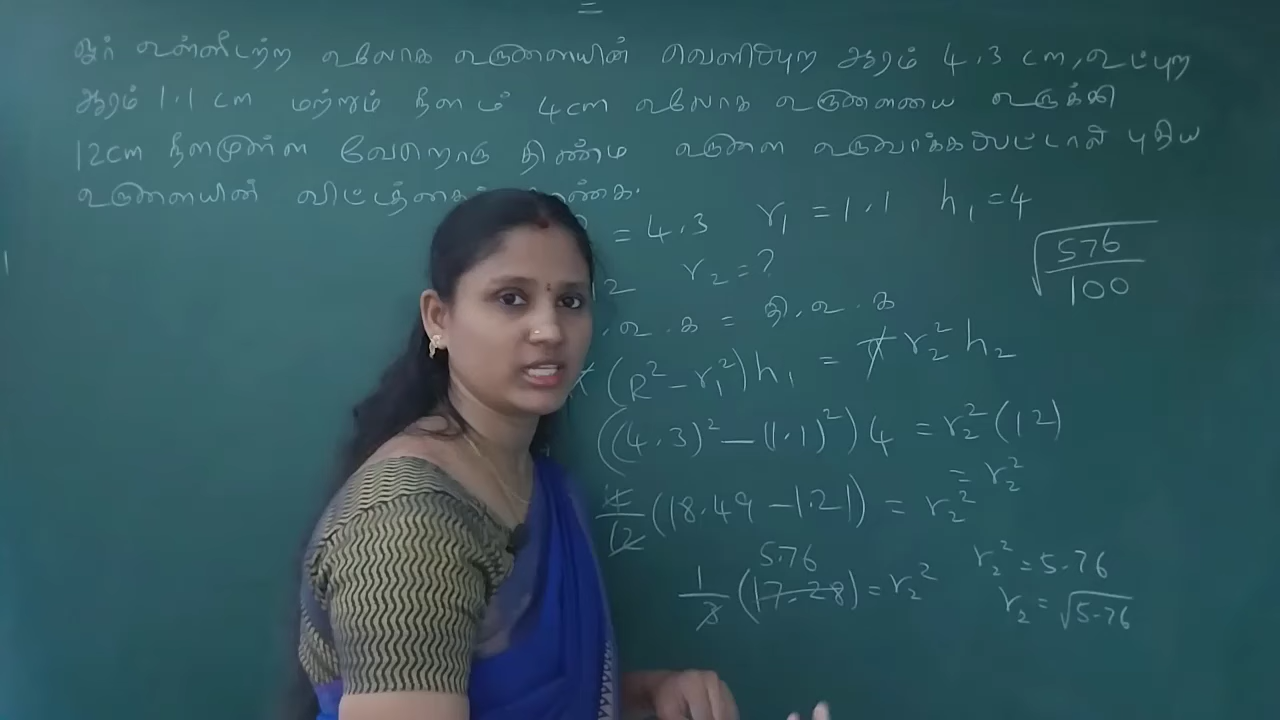 ஓர் உள்ளீடற்ற உலோக உருளையின் வெளிப்புற ஆரம் 4.3 cm, உட்புற
ஆரம் 1.1 cm மற்றும் நீளம் 4cm உலோக உருளையை உருக்கி
12cm நீளமுள்ள வேறொரு திண்ம உருளை உருவாக்கப்பட்டால் புதிய
உருளையின் விட்டத்தைக் காண்க.
= 4.3 r₁ = 1.1 h₁ = 4
2 r₂ = ?
√576/100
.உ.க = தி.உ.க
(R² − r₁²)h₁ = π r₂² h₂
((4.3)² − (1.1)²) 4 = r₂² (12)
= r₂²
4/12 (18.49 − 1.21) = r₂²
5.76
1/3 (17.28) = r₂²
r₂² = 5.76
r₂ = √5.76